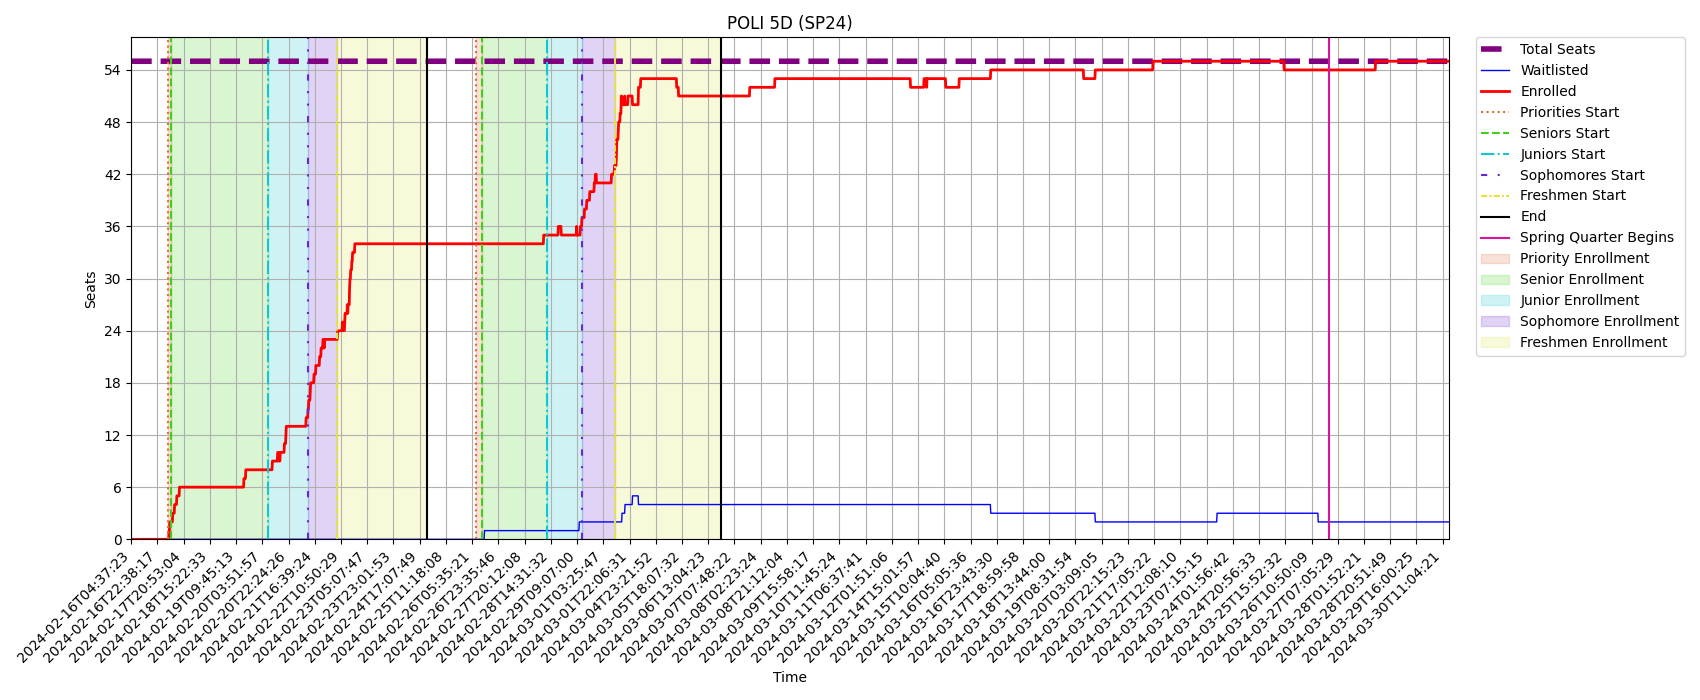 POLI 5D (SP24)
Seats
54
48
42
36
30
24
18
12
6
0
2024-02-16T04:37:23
2024-02-16T22:38:17
2024-02-17T20:53:04
2024-02-18T15:22:33
2024-02-19T09:45:13
2024-02-20T03:51:57
2024-02-20T22:24:26
2024-02-21T16:39:24
2024-02-22T10:50:29
2024-02-23T05:07:47
2024-02-23T23:01:53
2024-02-24T17:07:49
2024-02-25T11:18:08
2024-02-26T05:35:21
2024-02-26T23:35:46
2024-02-27T20:12:08
2024-02-28T14:31:32
2024-02-29T09:07:00
2024-03-01T03:25:47
2024-03-01T22:06:31
2024-03-04T23:21:52
2024-03-05T18:07:32
2024-03-06T13:04:23
2024-03-07T07:48:22
2024-03-08T02:23:24
2024-03-08T21:12:04
2024-03-09T15:58:17
2024-03-10T11:45:24
2024-03-11T06:37:41
2024-03-12T01:51:06
2024-03-14T15:01:57
2024-03-15T10:04:40
2024-03-16T05:05:36
2024-03-16T23:43:30
2024-03-17T18:59:58
2024-03-18T13:44:00
2024-03-19T08:31:54
2024-03-20T03:09:05
2024-03-20T22:15:23
2024-03-21T17:05:22
2024-03-22T12:08:10
2024-03-23T07:15:15
2024-03-24T01:56:42
2024-03-24T20:56:33
2024-03-25T15:52:32
2024-03-26T10:50:09
2024-03-27T07:05:29
2024-03-28T01:52:21
2024-03-28T20:51:49
2024-03-29T16:00:25
2024-03-30T11:04:21
Time
Total Seats
Waitlisted
Enrolled
Priorities Start
Seniors Start
Juniors Start
Sophomores Start
Freshmen Start
End
Spring Quarter Begins
Priority Enrollment
Senior Enrollment
Junior Enrollment
Sophomore Enrollment
Freshmen Enrollment